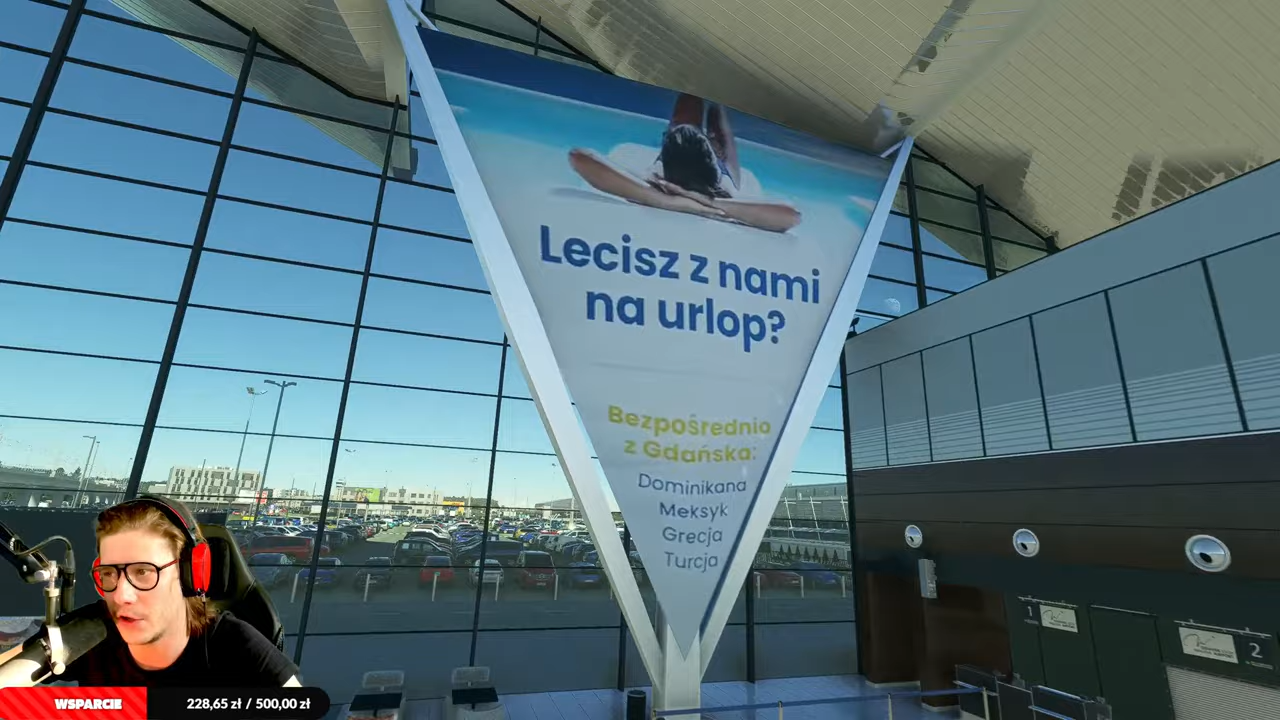 Lecisz z nami
na urlop?
Bezpośrednio
z Gdańska:
Dominikana
Meksyk
Grecja
Turcja
1
2
WSPARCIE
228,65 zł / 500,00 zł